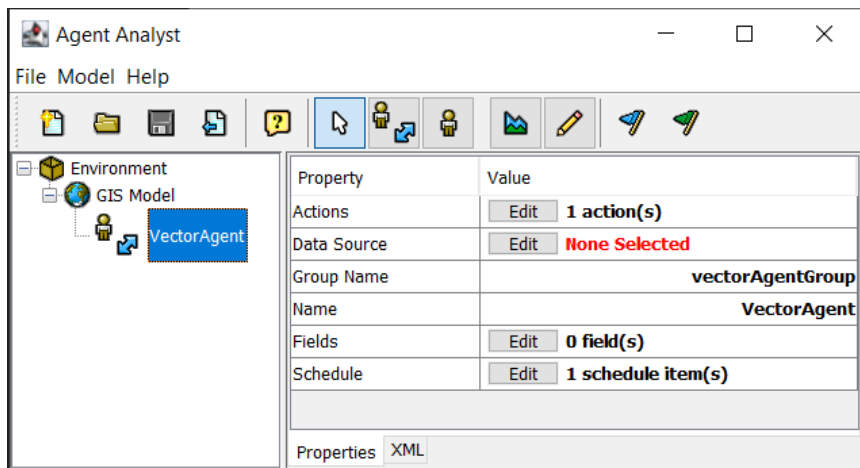 Agent Analyst
File Model Help
?
Environment
GIS Model
VectorAgent
Property Value
Actions Edit 1 action(s)
Data Source Edit None Selected
Group Name vectorAgentGroup
Name VectorAgent
Fields Edit 0 field(s)
Schedule Edit 1 schedule item(s)
Properties XML